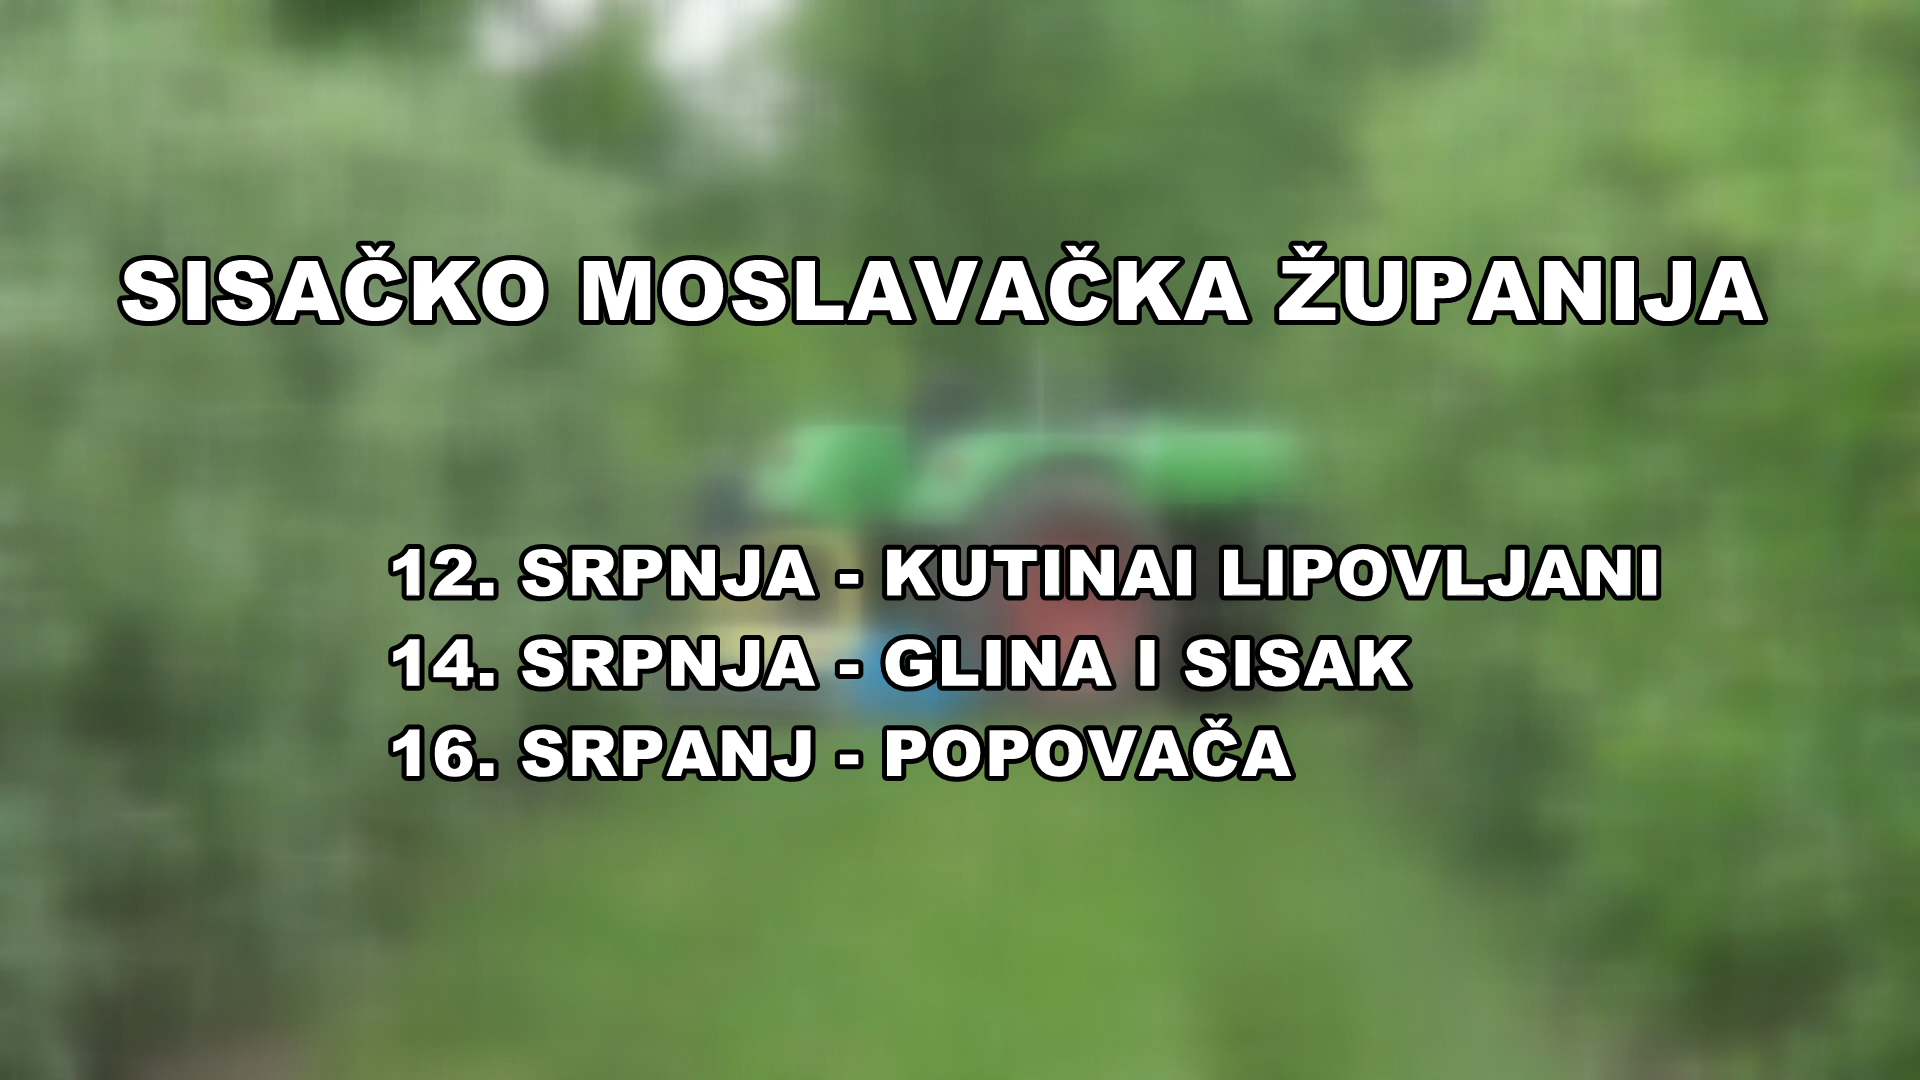 SISAČKO MOSLAVAČKA ŽUPANIJA
12. SRPNJA - KUTINAI LIPOVLJANI
14. SRPNJA - GLINA I SISAK
16. SRPANJ - POPOVAČA